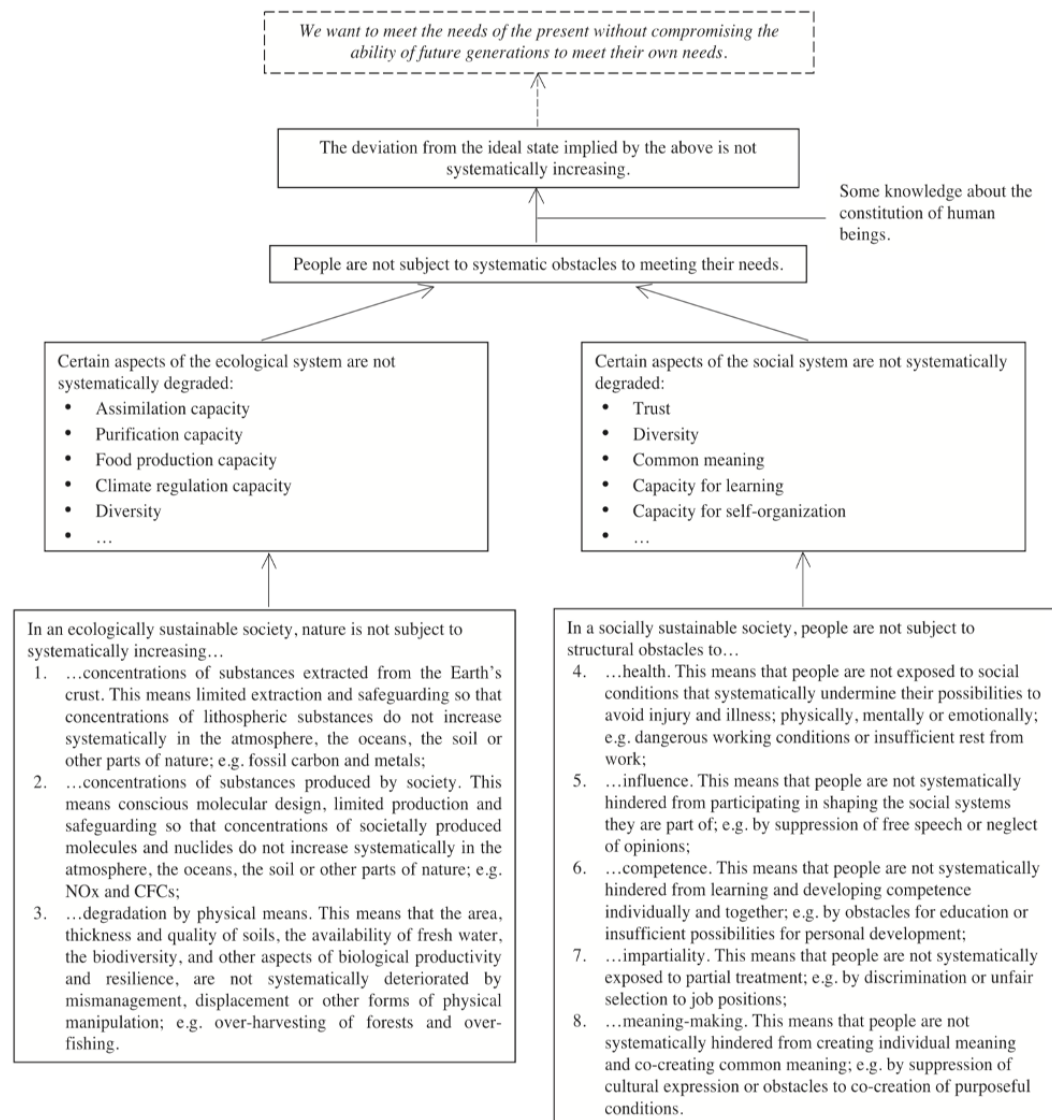 We want to meet the needs of the present without compromising the
ability of future generations to meet their own needs.
The deviation from the ideal state implied by the above is not
systematically increasing.
Some knowledge about the
constitution of human
beings.
People are not subject to systematic obstacles to meeting their needs.
Certain aspects of the ecological system are not
systematically degraded:
• Assimilation capacity
• Purification capacity
• Food production capacity
• Climate regulation capacity
• Diversity
• …
Certain aspects of the social system are not systematically
degraded:
• Trust
• Diversity
• Common meaning
• Capacity for learning
• Capacity for self-organization
• …
In an ecologically sustainable society, nature is not subject to
systematically increasing…
1. …concentrations of substances extracted from the Earth's
crust. This means limited extraction and safeguarding so that
concentrations of lithospheric substances do not increase
systematically in the atmosphere, the oceans, the soil or
other parts of nature; e.g. fossil carbon and metals;
2. …concentrations of substances produced by society. This
means conscious molecular design, limited production and
safeguarding so that concentrations of societally produced
molecules and nuclides do not increase systematically in the
atmosphere, the oceans, the soil or other parts of nature; e.g.
NOx and CFCs;
3. …degradation by physical means. This means that the area,
thickness and quality of soils, the availability of fresh water,
the biodiversity, and other aspects of biological productivity
and resilience, are not systematically deteriorated by
mismanagement, displacement or other forms of physical
manipulation; e.g. over-harvesting of forests and over-
fishing.
In a socially sustainable society, people are not subject to
structural obstacles to…
4. …health. This means that people are not exposed to social
conditions that systematically undermine their possibilities to
avoid injury and illness; physically, mentally or emotionally;
e.g. dangerous working conditions or insufficient rest from
work;
5. …influence. This means that people are not systematically
hindered from participating in shaping the social systems
they are part of; e.g. by suppression of free speech or neglect
of opinions;
6. …competence. This means that people are not systematically
hindered from learning and developing competence
individually and together; e.g. by obstacles for education or
insufficient possibilities for personal development;
7. …impartiality. This means that people are not systematically
exposed to partial treatment; e.g. by discrimination or unfair
selection to job positions;
8. …meaning-making. This means that people are not
systematically hindered from creating individual meaning
and co-creating common meaning; e.g. by suppression of
cultural expression or obstacles to co-creation of purposeful
conditions.